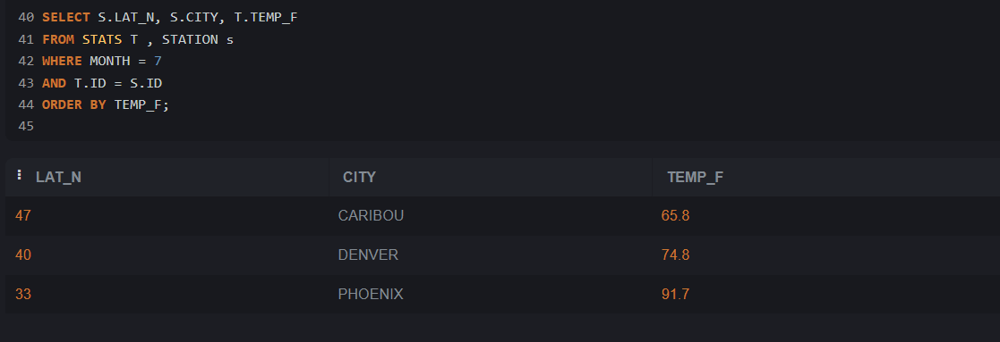 40 SELECT S.LAT_N, S.CITY, T.TEMP_F
41 FROM STATS T , STATION s
42 WHERE MONTH = 7
43 AND T.ID = S.ID
44 ORDER BY TEMP_F;
45
LAT_N CITY TEMP_F
47 CARIBOU 65.8
40 DENVER 74.8
33 PHOENIX 91.7